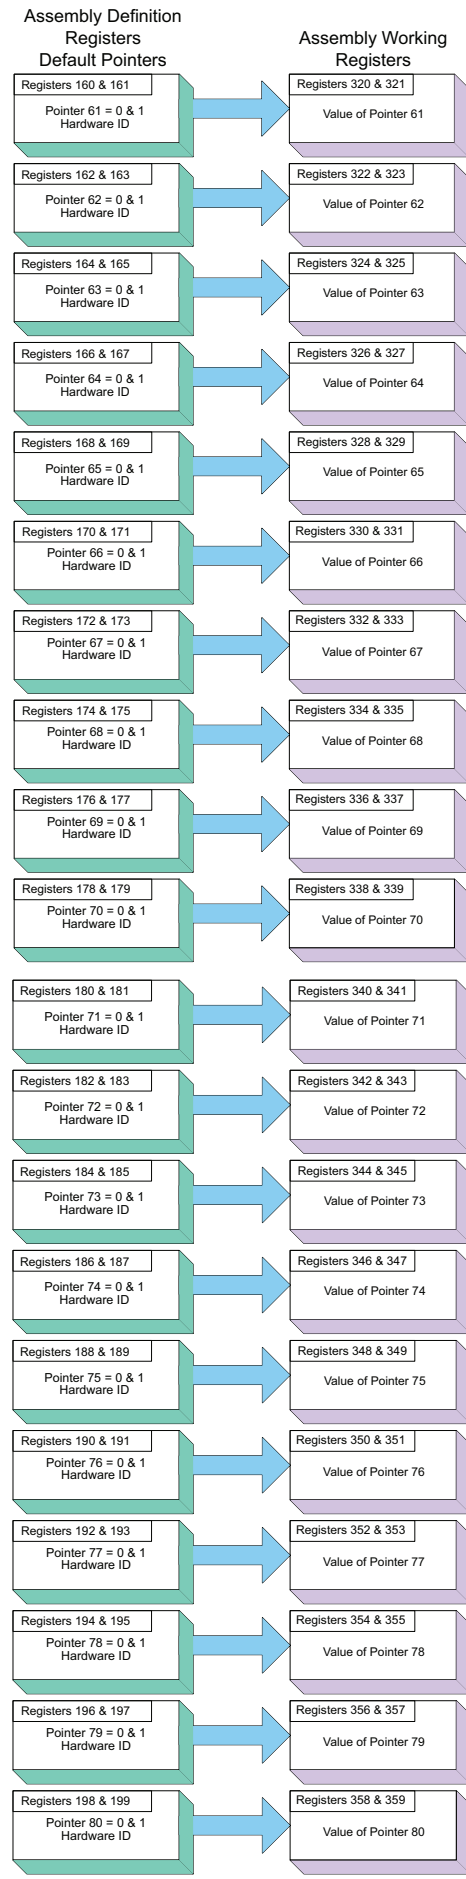 Assembly Definition
Registers
Default Pointers
Assembly Working
Registers
Registers 160 & 161
Pointer 61 = 0 & 1
Hardware ID
Registers 320 & 321
Value of Pointer 61
Registers 162 & 163
Pointer 62 = 0 & 1
Hardware ID
Registers 322 & 323
Value of Pointer 62
Registers 164 & 165
Pointer 63 = 0 & 1
Hardware ID
Registers 324 & 325
Value of Pointer 63
Registers 166 & 167
Pointer 64 = 0 & 1
Hardware ID
Registers 326 & 327
Value of Pointer 64
Registers 168 & 169
Pointer 65 = 0 & 1
Hardware ID
Registers 328 & 329
Value of Pointer 65
Registers 170 & 171
Pointer 66 = 0 & 1
Hardware ID
Registers 330 & 331
Value of Pointer 66
Registers 172 & 173
Pointer 67 = 0 & 1
Hardware ID
Registers 332 & 333
Value of Pointer 67
Registers 174 & 175
Pointer 68 = 0 & 1
Hardware ID
Registers 334 & 335
Value of Pointer 68
Registers 176 & 177
Pointer 69 = 0 & 1
Hardware ID
Registers 336 & 337
Value of Pointer 69
Registers 178 & 179
Pointer 70 = 0 & 1
Hardware ID
Registers 338 & 339
Value of Pointer 70
Registers 180 & 181
Pointer 71 = 0 & 1
Hardware ID
Registers 340 & 341
Value of Pointer 71
Registers 182 & 183
Pointer 72 = 0 & 1
Hardware ID
Registers 342 & 343
Value of Pointer 72
Registers 184 & 185
Pointer 73 = 0 & 1
Hardware ID
Registers 344 & 345
Value of Pointer 73
Registers 186 & 187
Pointer 74 = 0 & 1
Hardware ID
Registers 346 & 347
Value of Pointer 74
Registers 188 & 189
Pointer 75 = 0 & 1
Hardware ID
Registers 348 & 349
Value of Pointer 75
Registers 190 & 191
Pointer 76 = 0 & 1
Hardware ID
Registers 350 & 351
Value of Pointer 76
Registers 192 & 193
Pointer 77 = 0 & 1
Hardware ID
Registers 352 & 353
Value of Pointer 77
Registers 194 & 195
Pointer 78 = 0 & 1
Hardware ID
Registers 354 & 355
Value of Pointer 78
Registers 196 & 197
Pointer 79 = 0 & 1
Hardware ID
Registers 356 & 357
Value of Pointer 79
Registers 198 & 199
Pointer 80 = 0 & 1
Hardware ID
Registers 358 & 359
Value of Pointer 80